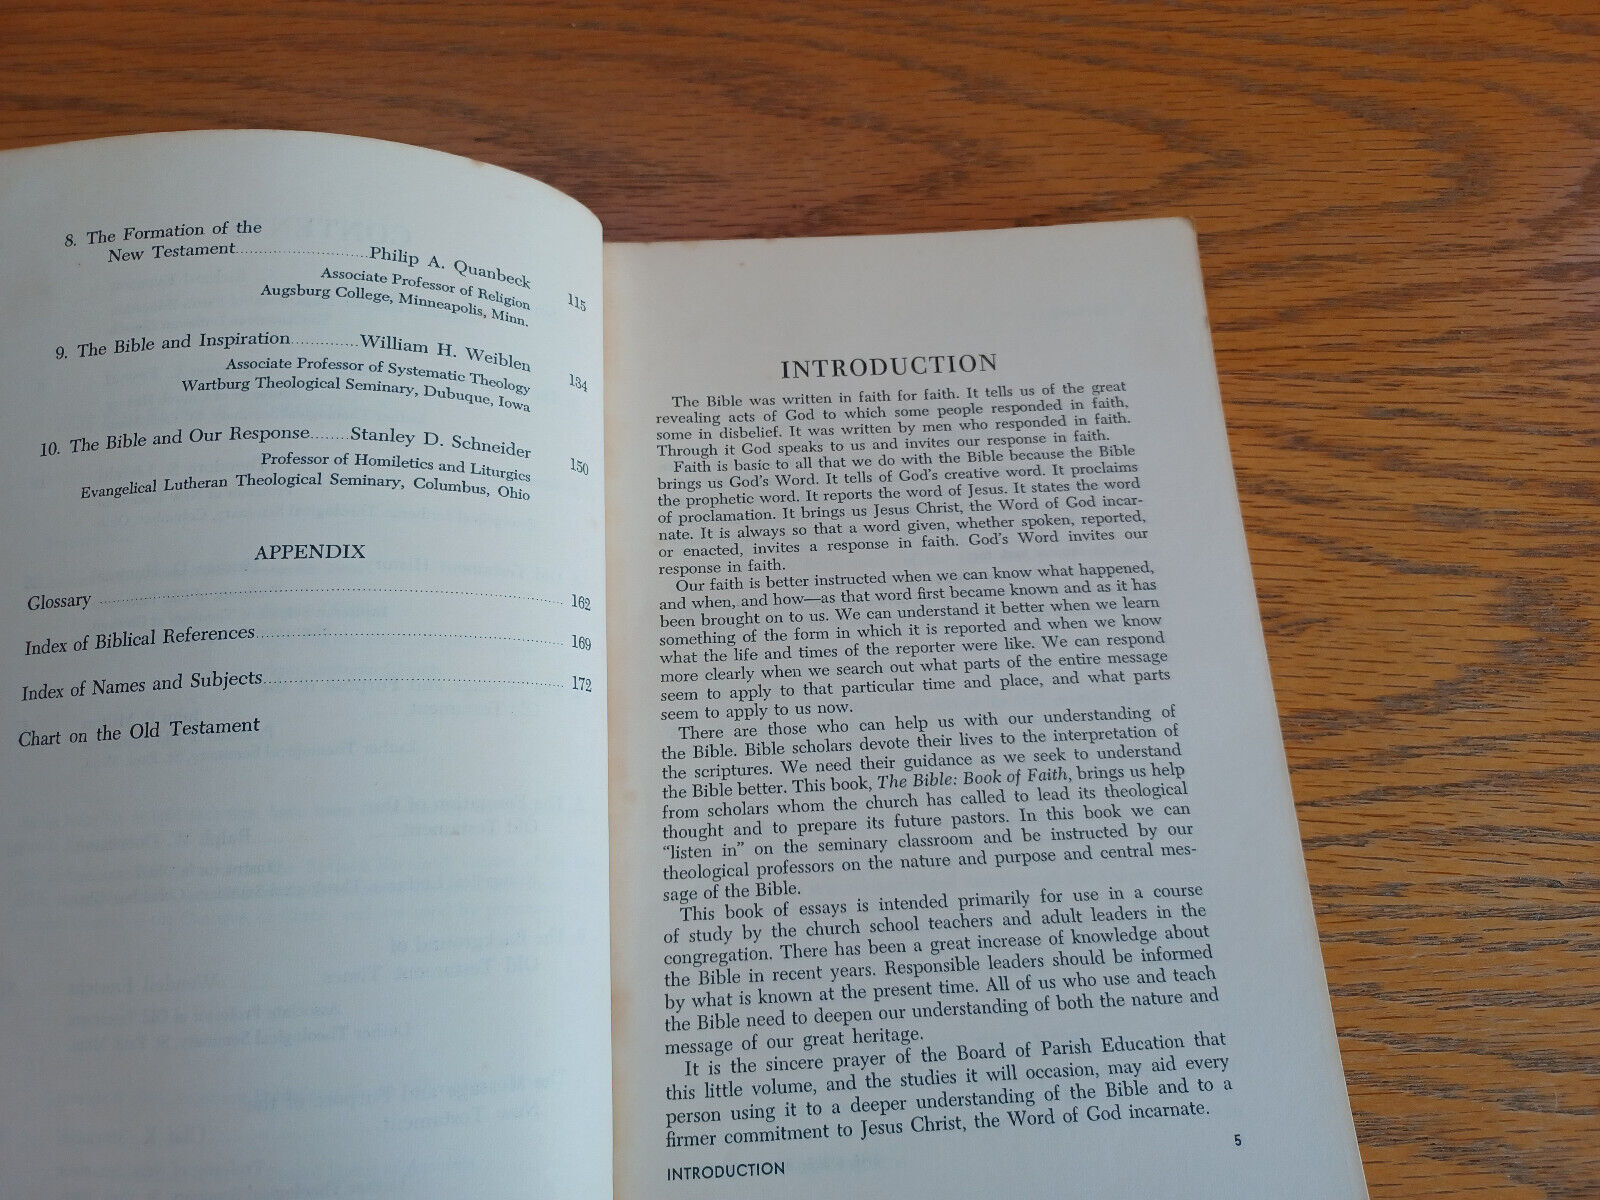 8. The Formation of the
New Testament..........................Philip A. Quanbeck
Associate Professor of Religion
Augsburg College, Minneapolis, Minn. 115
9. The Bible and Inspiration.............William H. Weiblen
Associate Professor of Systematic Theology
Wartburg Theological Seminary, Dubuque, Iowa 134
10. The Bible and Our Response........Stanley D. Schneider
Professor of Homiletics and Liturgics
Evangelical Lutheran Theological Seminary, Columbus, Ohio 150
APPENDIX
Glossary .......... 162
Index of Biblical References.......... 169
Index of Names and Subjects.......... 172
Chart on the Old Testament
INTRODUCTION
The Bible was written in faith for faith. It tells us of the great
revealing acts of God to which some people responded in faith,
some in disbelief. It was written by men who responded in faith.
Through it God speaks to us and invites our response in faith.
Faith is basic to all that we do with the Bible because the Bible
brings us God's Word. It tells of God's creative word. It proclaims
the prophetic word. It reports the word of Jesus. It states the word
of proclamation. It brings us Jesus Christ, the Word of God incar-
nate. It is always so that a word given, whether spoken, reported,
or enacted, invites a response in faith. God's Word invites our
response in faith.
Our faith is better instructed when we can know what happened,
and when, and how—as that word first became known and as it has
been brought on to us. We can understand it better when we learn
something of the form in which it is reported and when we know
what the life and times of the reporter were like. We can respond
more clearly when we search out what parts of the entire message
seem to apply to that particular time and place, and what parts
seem to apply to us now.
There are those who can help us with our understanding of
the Bible. Bible scholars devote their lives to the interpretation of
the scriptures. We need their guidance as we seek to understand
the Bible better. This book, The Bible: Book of Faith, brings us help
from scholars whom the church has called to lead its theological
thought and to prepare its future pastors. In this book we can
"listen in" on the seminary classroom and be instructed by our
theological professors on the nature and purpose and central mes-
sage of the Bible.
This book of essays is intended primarily for use in a course
of study by the church school teachers and adult leaders in the
congregation. There has been a great increase of knowledge about
the Bible in recent years. Responsible leaders should be informed
by what is known at the present time. All of us who use and teach
the Bible need to deepen our understanding of both the nature and
message of our great heritage.
It is the sincere prayer of the Board of Parish Education that
this little volume, and the studies it will occasion, may aid every
person using it to a deeper understanding of the Bible and to a
firmer commitment to Jesus Christ, the Word of God incarnate.
INTRODUCTION 5